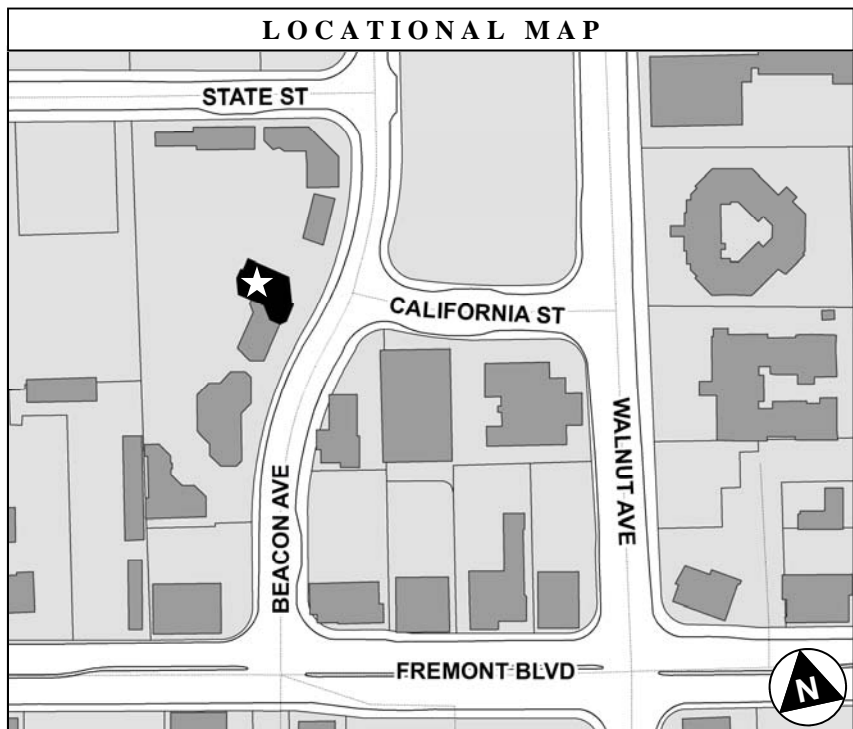 LOCATIONAL MAP
STATE ST
CALIFORNIA ST
WALNUT AVE
BEACON AVE
FREMONT BLVD
N